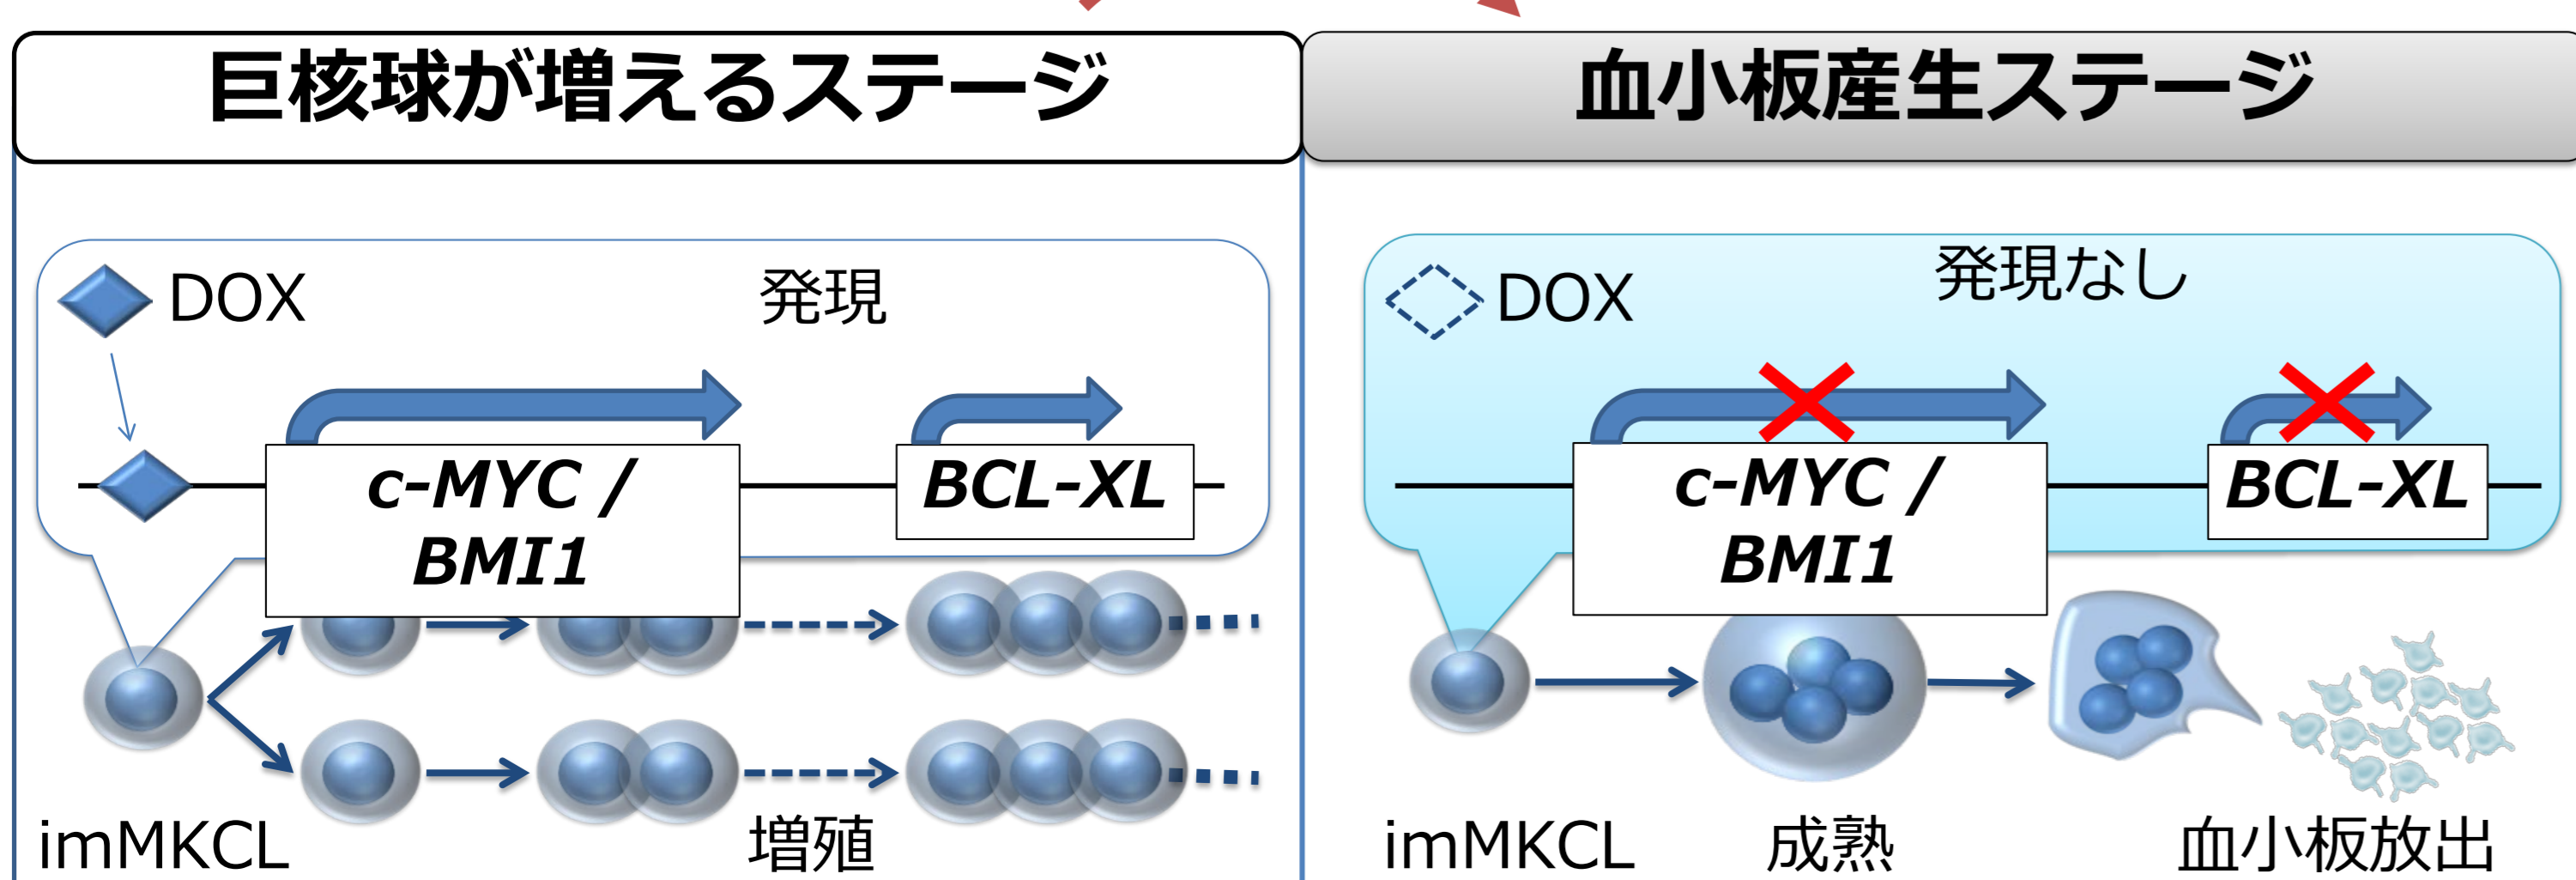 巨核球が増えるステージ
DOX
発現
c-MYC /
BMI1
BCL-XL
imMKCL
増殖
血小板産生ステージ
DOX
発現なし
c-MYC /
BMI1
BCL-XL
imMKCL
成熟
血小板放出